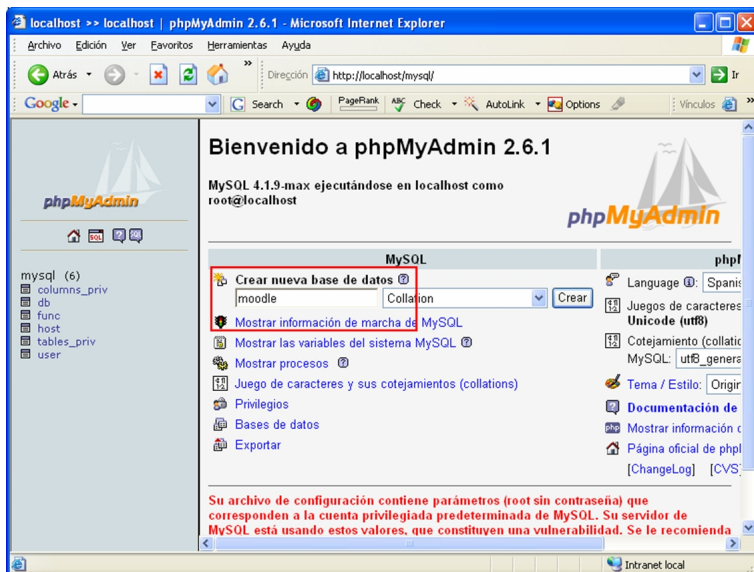 localhost >> localhost | phpMyAdmin 2.6.1 - Microsoft Internet Explorer
Archivo Edición Ver Favoritos Herramientas Ayuda
Atrás
Dirección http://localhost/mysql/ Ir
Google Search PageRank ABC Check AutoLink Options Vínculos
phpMyAdmin
SQL
mysql (6)
columns_priv
db
func
host
tables_priv
user
Bienvenido a phpMyAdmin 2.6.1
MySQL 4.1.9-max ejecutándose en localhost como
root@localhost
phpMyAdmin
MySQL
Crear nueva base de datos
moodle Collation Crear
Mostrar información de marcha de MySQL
Mostrar las variables del sistema MySQL
Mostrar procesos
Juego de caracteres y sus cotejamientos (collations)
Privilegios
Bases de datos
Exportar
Language : Spanis
Juegos de caracteres
Unicode (utf8)
Cotejamiento (collatio
MySQL: utf8_genera
Tema / Estilo: Origin
Documentación de
php Mostrar información
Página oficial de
[ChangeLog] [CVS]
Su archivo de configuración contiene parámetros (root sin contraseña) que
corresponden a la cuenta privilegiada predeterminada de MySQL. Su servidor de
MySQL está usando estos valores, que constituyen una vulnerabilidad. Se le recomienda
Intranet local